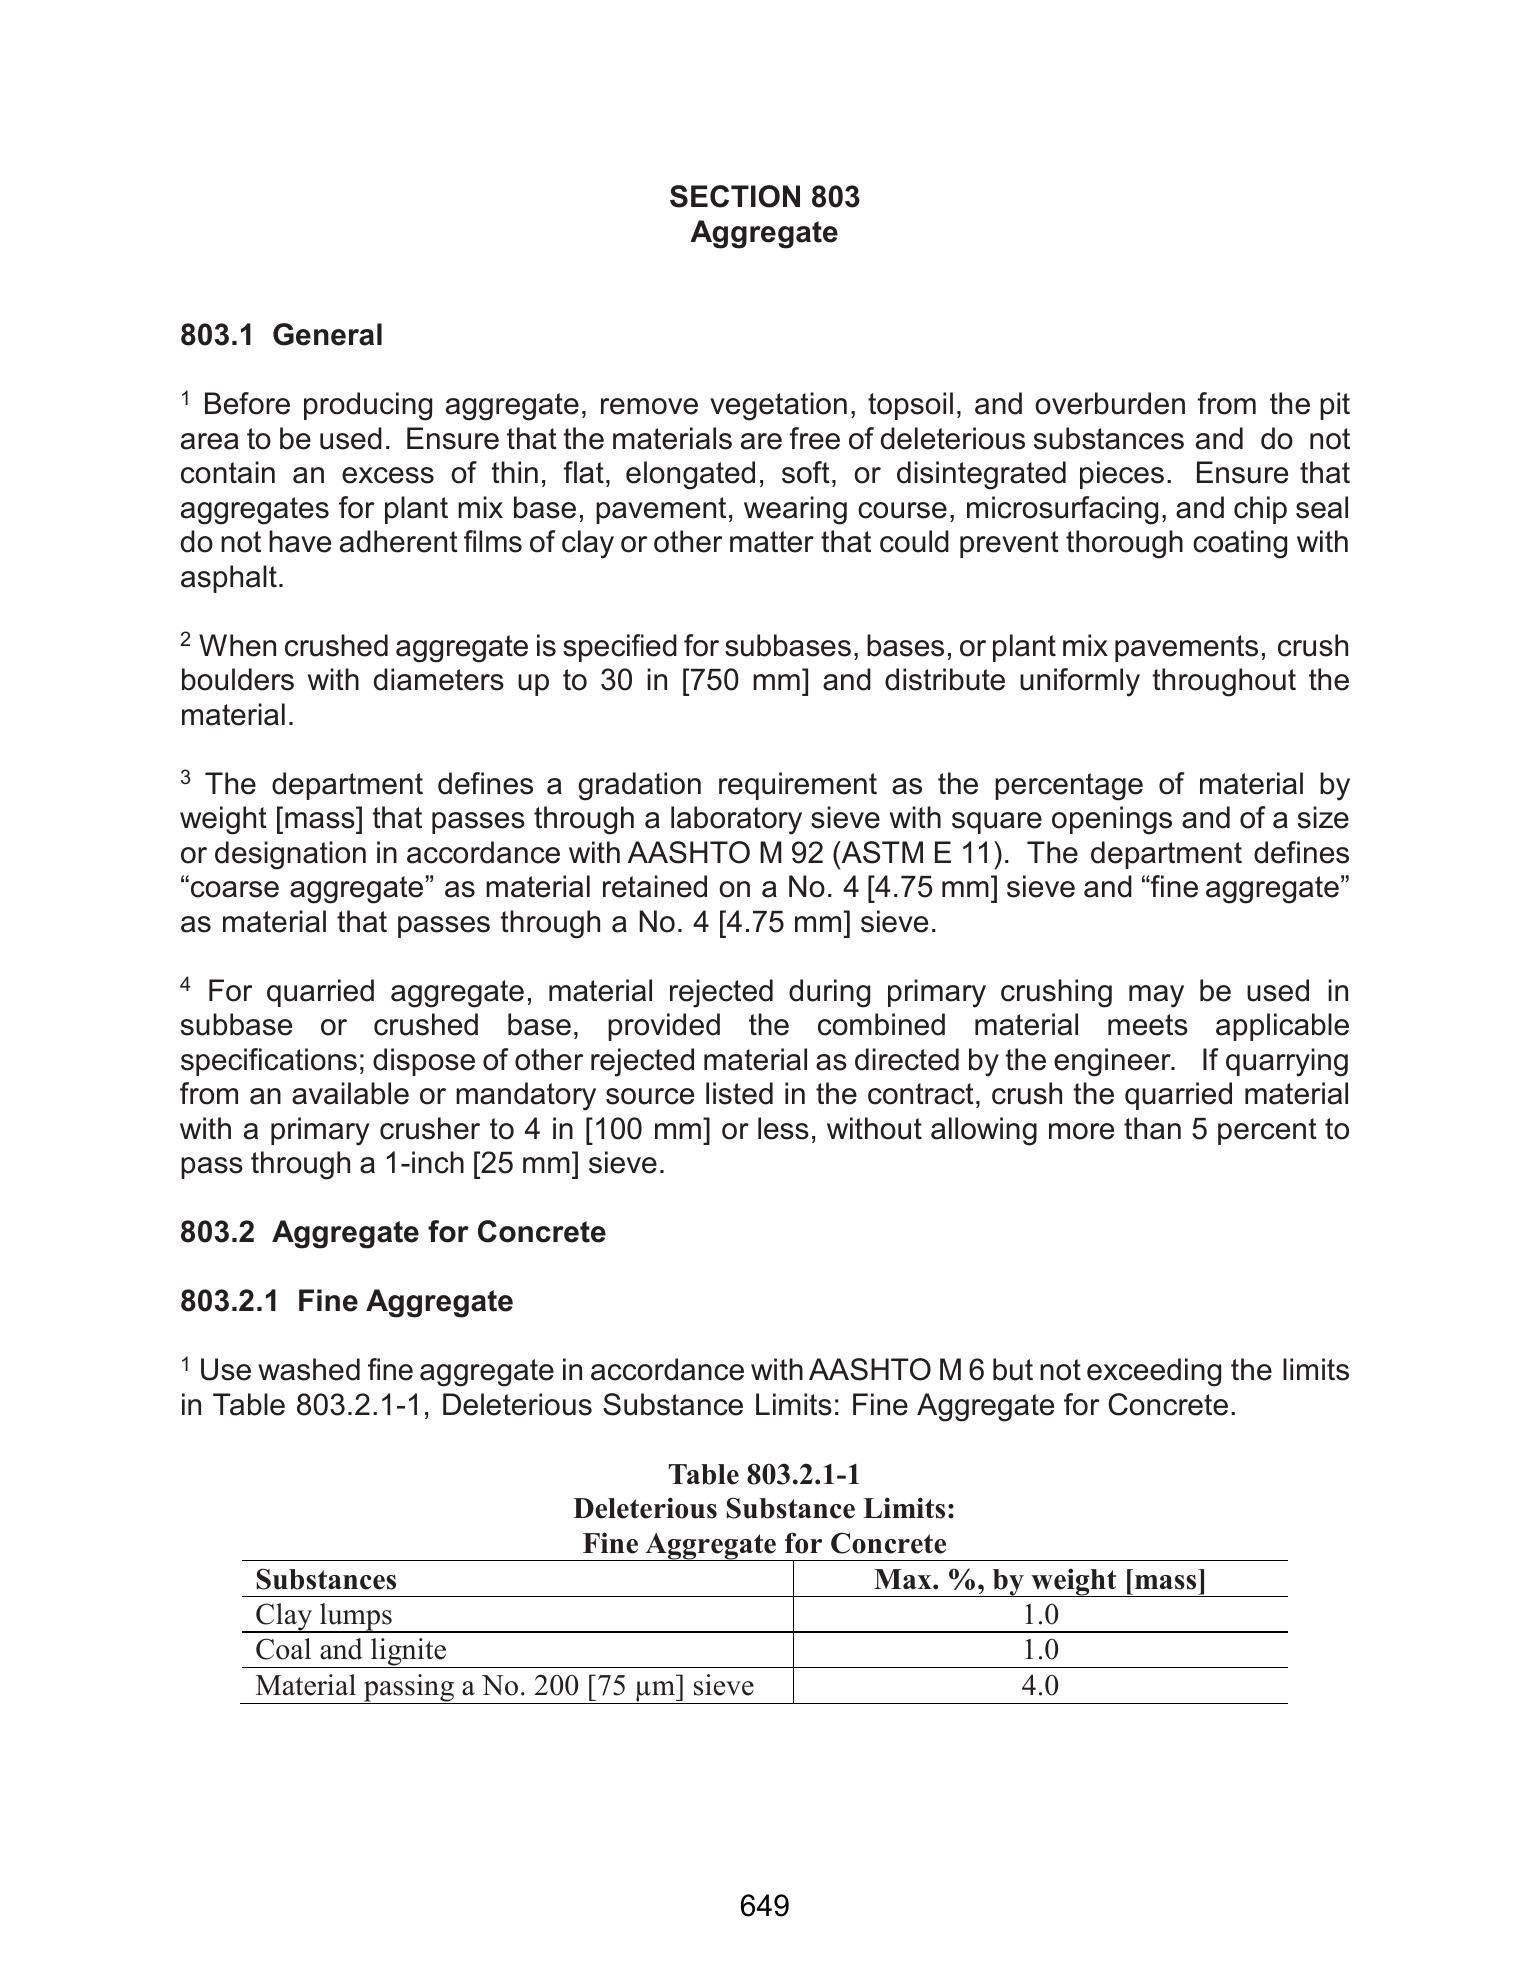 SECTION 803
Aggregate
803.1 General
1 Before producing aggregate, remove vegetation, topsoil, and overburden from the pit
area to be used. Ensure that the materials are free of deleterious substances and do not
contain an excess of thin, flat, elongated, soft, or disintegrated pieces. Ensure that
aggregates for plant mix base, pavement, wearing course, microsurfacing, and chip seal
do not have adherent films of clay or other matter that could prevent thorough coating with
asphalt.
2 When crushed aggregate is specified for subbases, bases, or plant mix pavements, crush
boulders with diameters up to 30 in [750 mm] and distribute uniformly throughout the
material.
3 The department defines a gradation requirement as the percentage of material by
weight [mass] that passes through a laboratory sieve with square openings and of a size
or designation in accordance with AASHTO M 92 (ASTM E 11). The department defines
“coarse aggregate” as material retained on a No. 4 [4.75 mm] sieve and “fine aggregate”
as material that passes through a No. 4 [4.75 mm] sieve.
4 For quarried aggregate, material rejected during primary crushing may be used in
subbase or crushed base, provided the combined material meets applicable
specifications; dispose of other rejected material as directed by the engineer. If quarrying
from an available or mandatory source listed in the contract, crush the quarried material
with a primary crusher to 4 in [100 mm] or less, without allowing more than 5 percent to
pass through a 1-inch [25 mm] sieve.
803.2 Aggregate for Concrete
803.2.1 Fine Aggregate
1 Use washed fine aggregate in accordance with AASHTO M 6 but not exceeding the limits
in Table 803.2.1-1, Deleterious Substance Limits: Fine Aggregate for Concrete.
Table 803.2.1-1
Deleterious Substance Limits:
Fine Aggregate for Concrete
Substances Max. %, by weight [mass]
Clay lumps 1.0
Coal and lignite 1.0
Material passing a No. 200 [75 µm] sieve 4.0
649